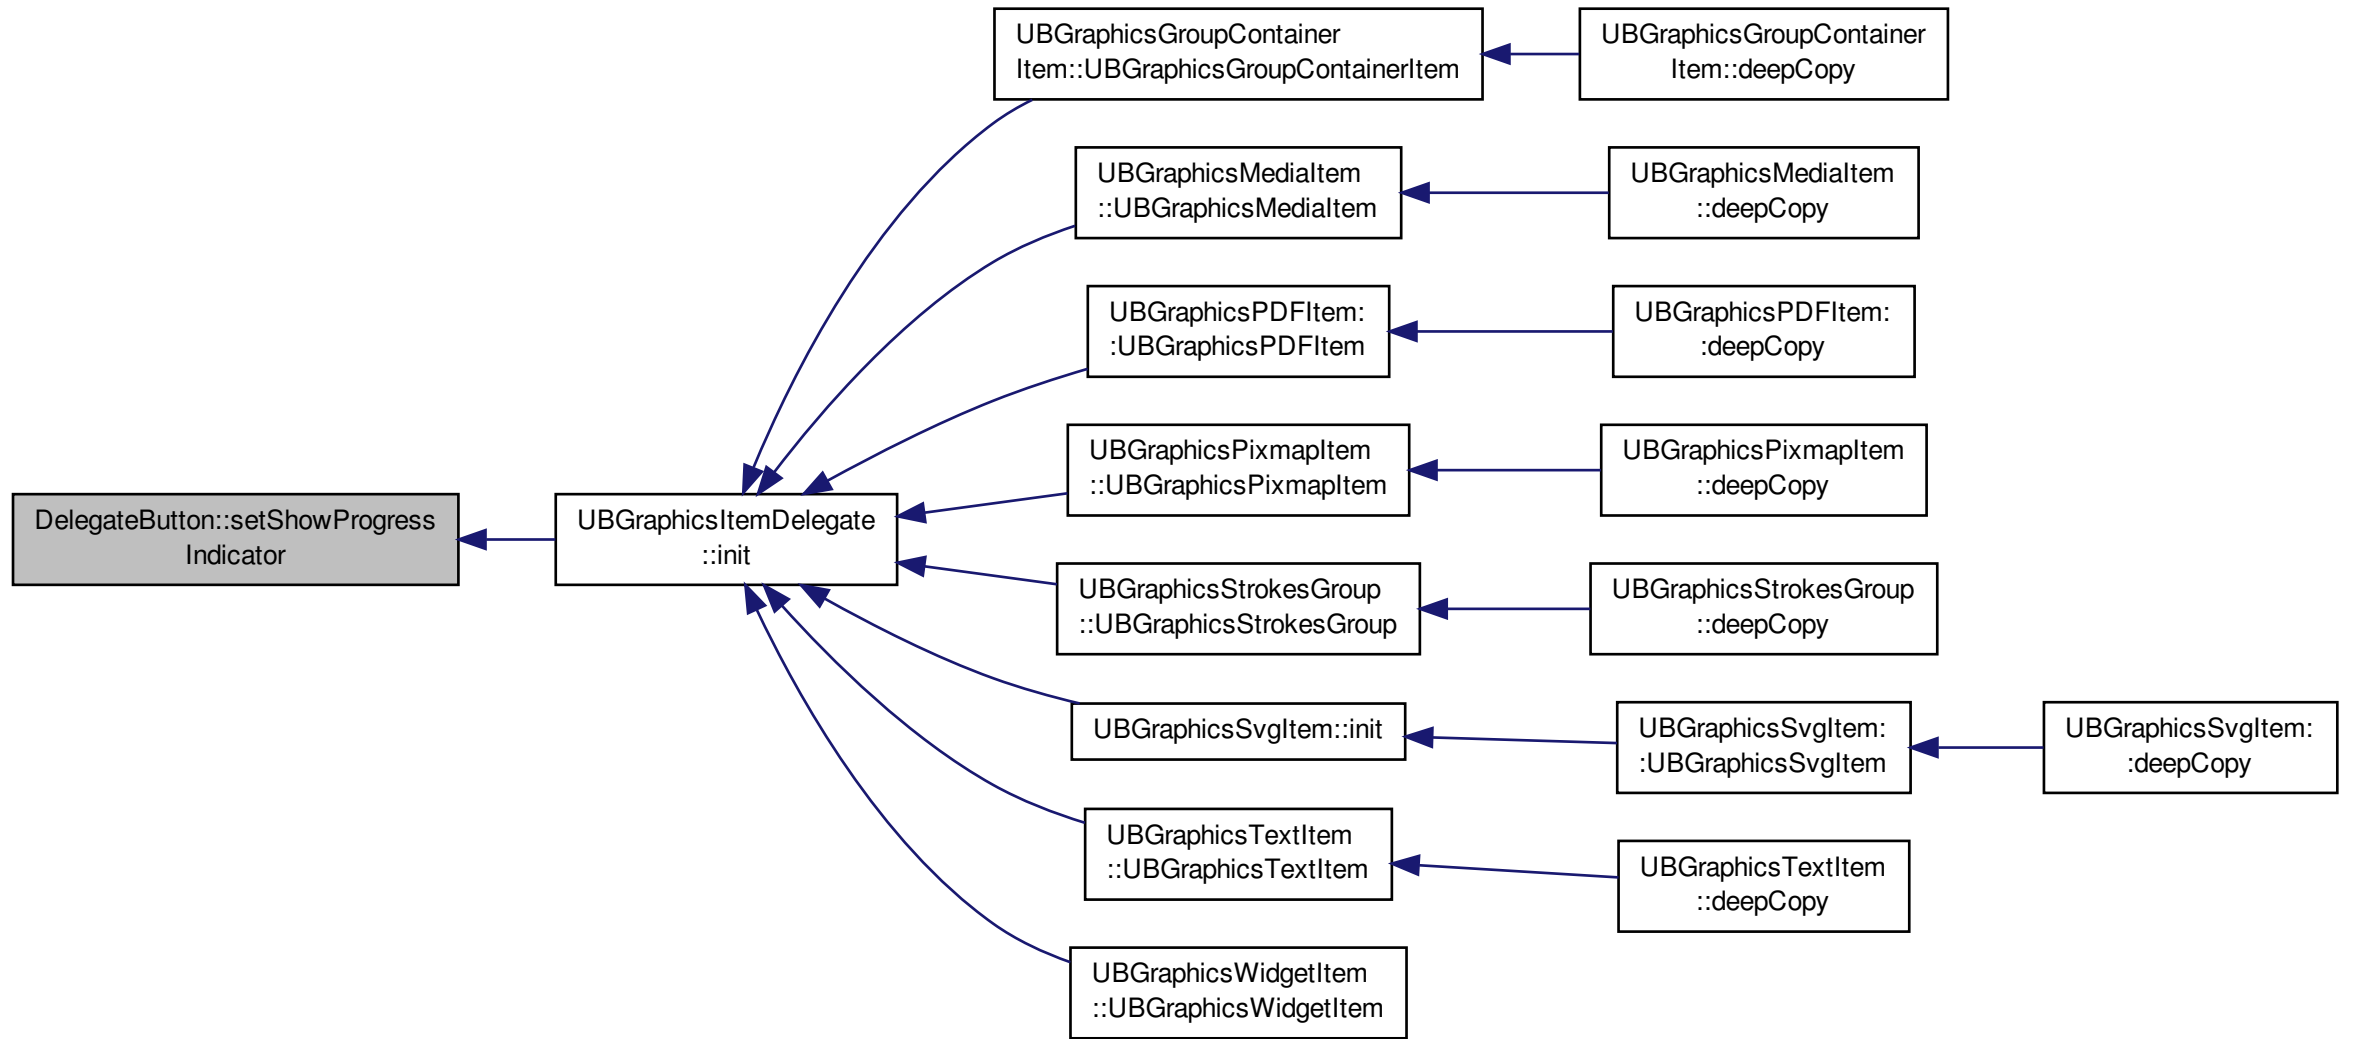 UBGraphicsGroupContainer
Item::UBGraphicsGroupContainerItem
UBGraphicsGroupContainer
Item::deepCopy
UBGraphicsMediaItem
::UBGraphicsMediaItem
UBGraphicsMediaItem
::deepCopy
UBGraphicsPDFItem:
:UBGraphicsPDFItem
UBGraphicsPDFItem:
:deepCopy
UBGraphicsPixmapItem
::UBGraphicsPixmapItem
UBGraphicsPixmapItem
::deepCopy
DelegateButton::setShowProgress
Indicator
UBGraphicsItemDelegate
::init
UBGraphicsStrokesGroup
::UBGraphicsStrokesGroup
UBGraphicsStrokesGroup
::deepCopy
UBGraphicsSvgItem::init
UBGraphicsSvgItem:
:UBGraphicsSvgItem
UBGraphicsSvgItem:
:deepCopy
UBGraphicsTextItem
::UBGraphicsTextItem
UBGraphicsTextItem
::deepCopy
UBGraphicsWidgetItem
::UBGraphicsWidgetItem